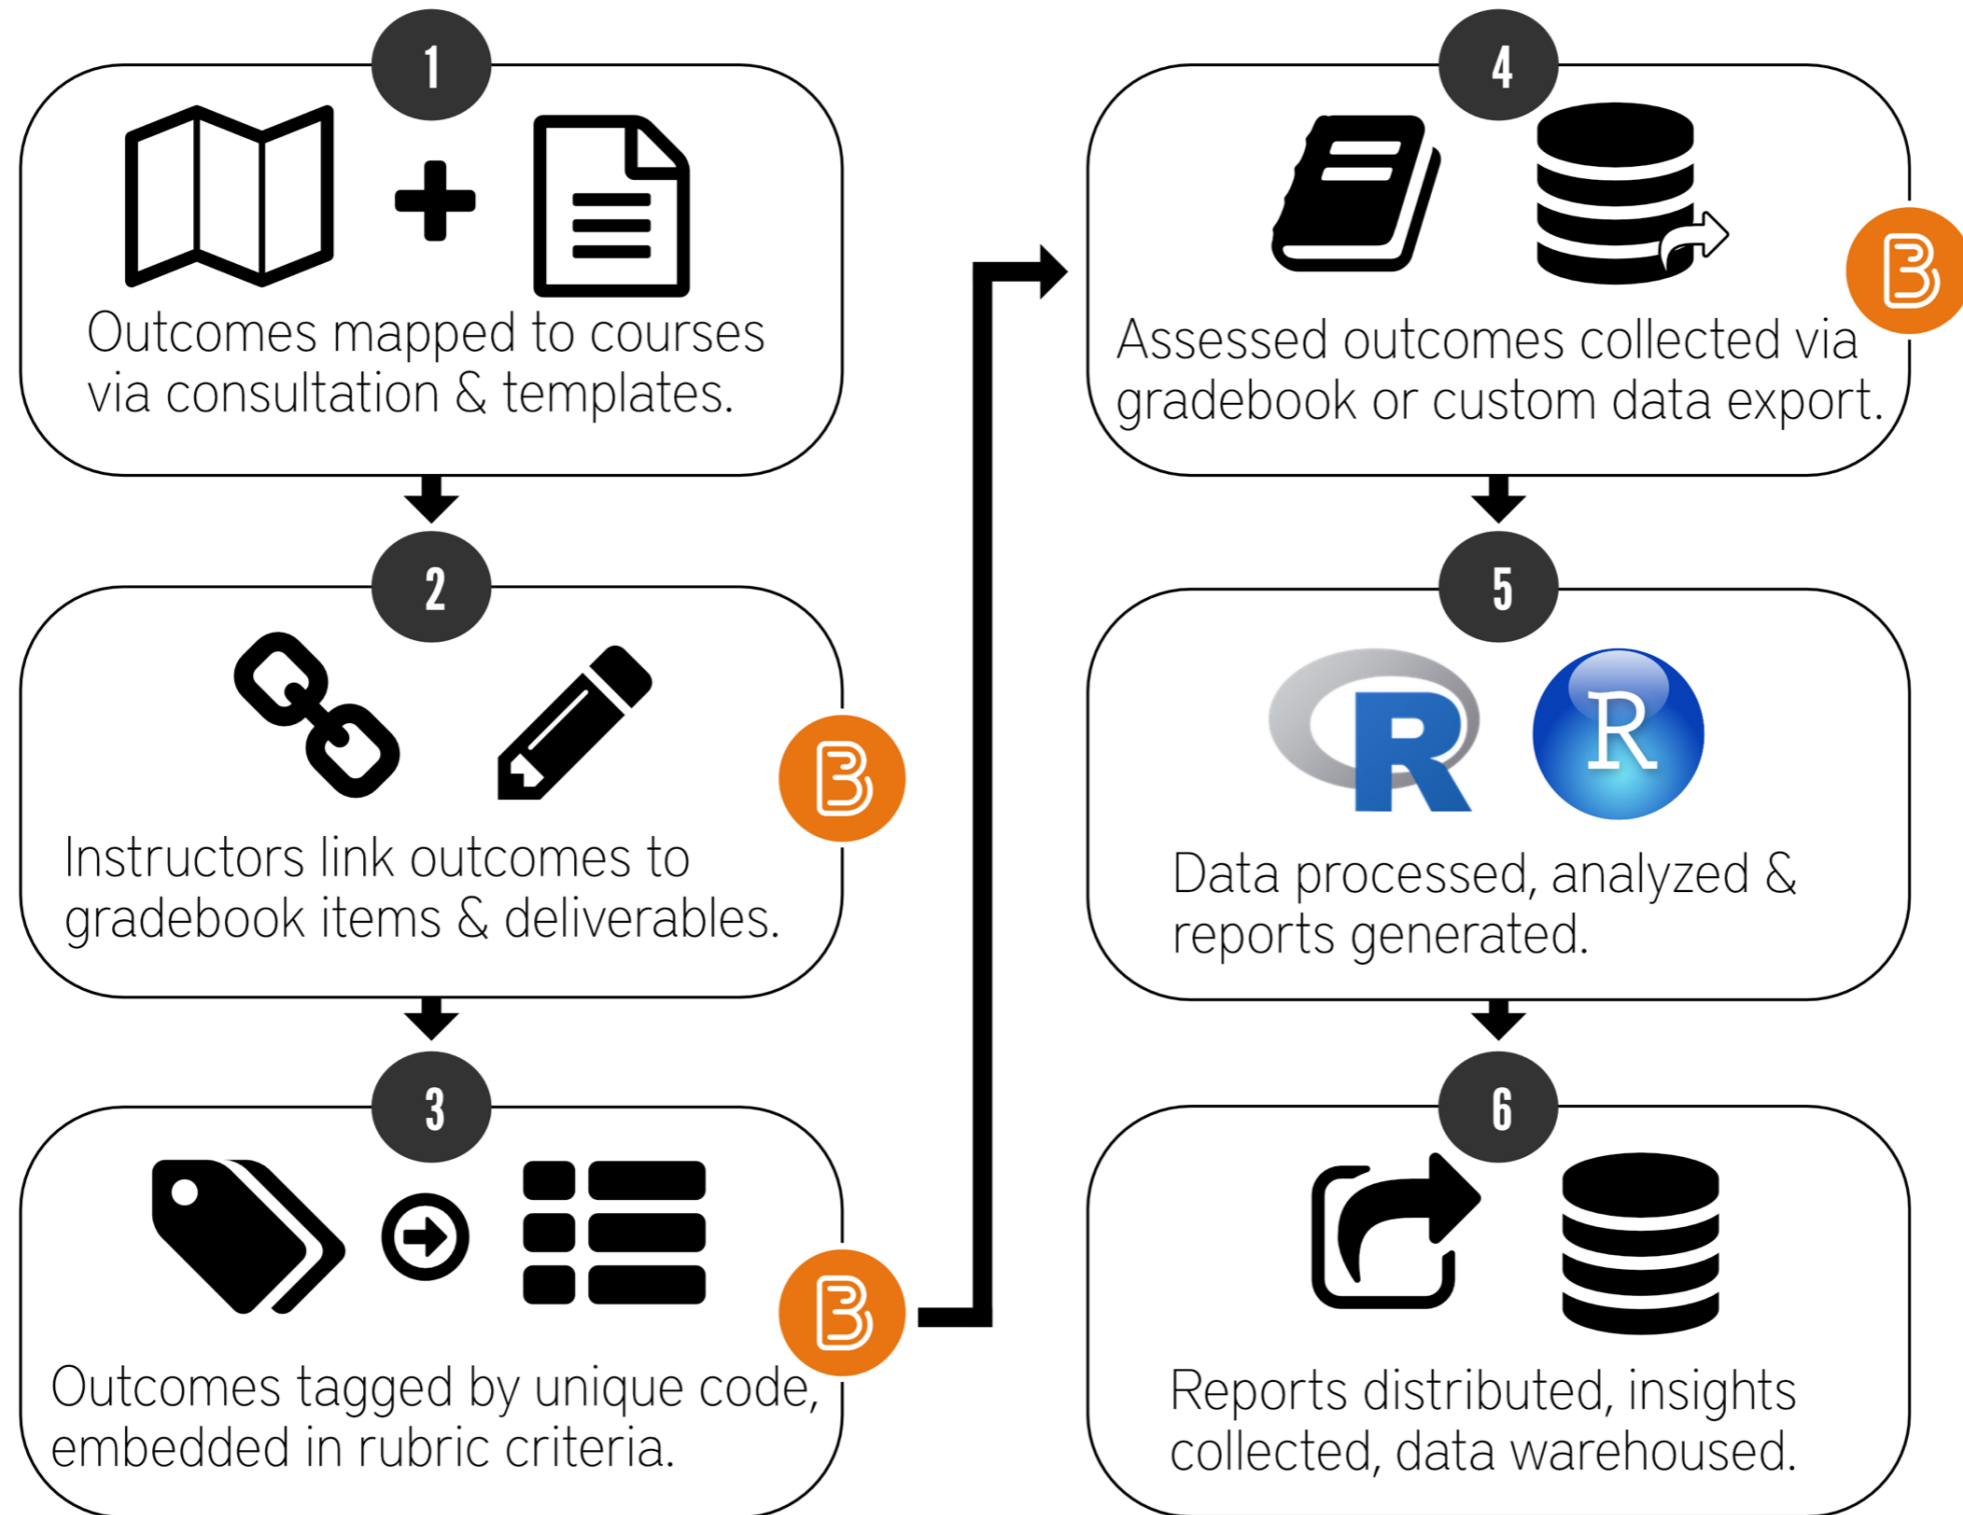 1
Outcomes mapped to courses
via consultation & templates.
2
B
Instructors link outcomes to
gradebook items & deliverables.
3
B
Outcomes tagged by unique code,
embedded in rubric criteria.
4
B
Assessed outcomes collected via
gradebook or custom data export.
5
R
R
Data processed, analyzed &
reports generated.
6
Reports distributed, insights
collected, data warehoused.